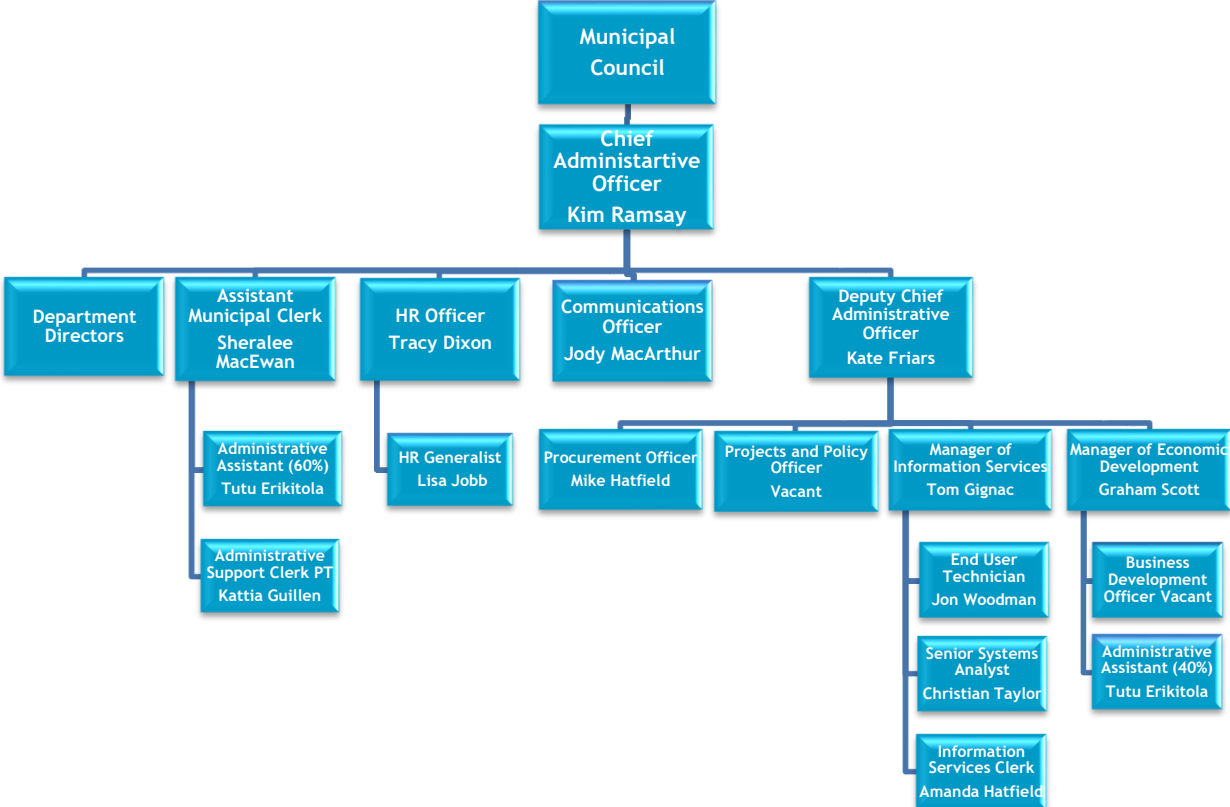 Municipal
Council
Chief
Administartive
Officer
Kim Ramsay
Department
Directors
Assistant
Municipal Clerk
Sheralee
MacEwan
HR Officer
Tracy Dixon
Communications
Officer
Jody MacArthur
Deputy Chief
Administrative
Officer
Kate Friars
Administrative
Assistant (60%)
Tutu Erikitola
Administrative
Support Clerk PT
Kattia Guillen
HR Generalist
Lisa Jobb
Procurement Officer
Mike Hatfield
Projects and Policy
Officer
Vacant
Manager of
Information Services
Tom Gignac
Manager of Economic
Development
Graham Scott
End User
Technician
Jon Woodman
Senior Systems
Analyst
Christian Taylor
Information
Services Clerk
Amanda Hatfield
Business
Development
Officer Vacant
Administrative
Assistant (40%)
Tutu Erikitola